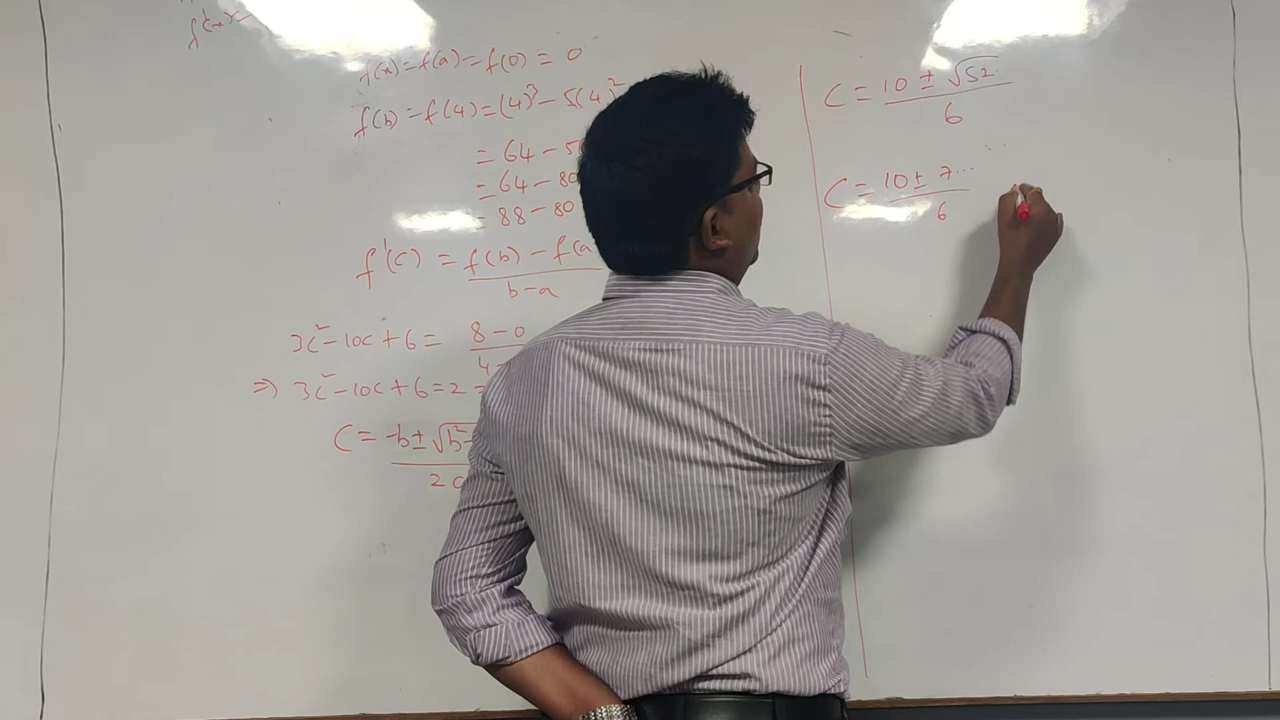 f'(x)=
f(x)=f(a)=f(0)=0
f(b)=f(4)=(4)³-5(4)²
=64-5
=64-80
=88-80
f'(c)=f(b)-f(a
b-a
3c²-10c+6=8-0
4-
⇒3c²-10c+6=2=
C=-b±√b²-
2a
C=10±√52
6
C=10±7...
6